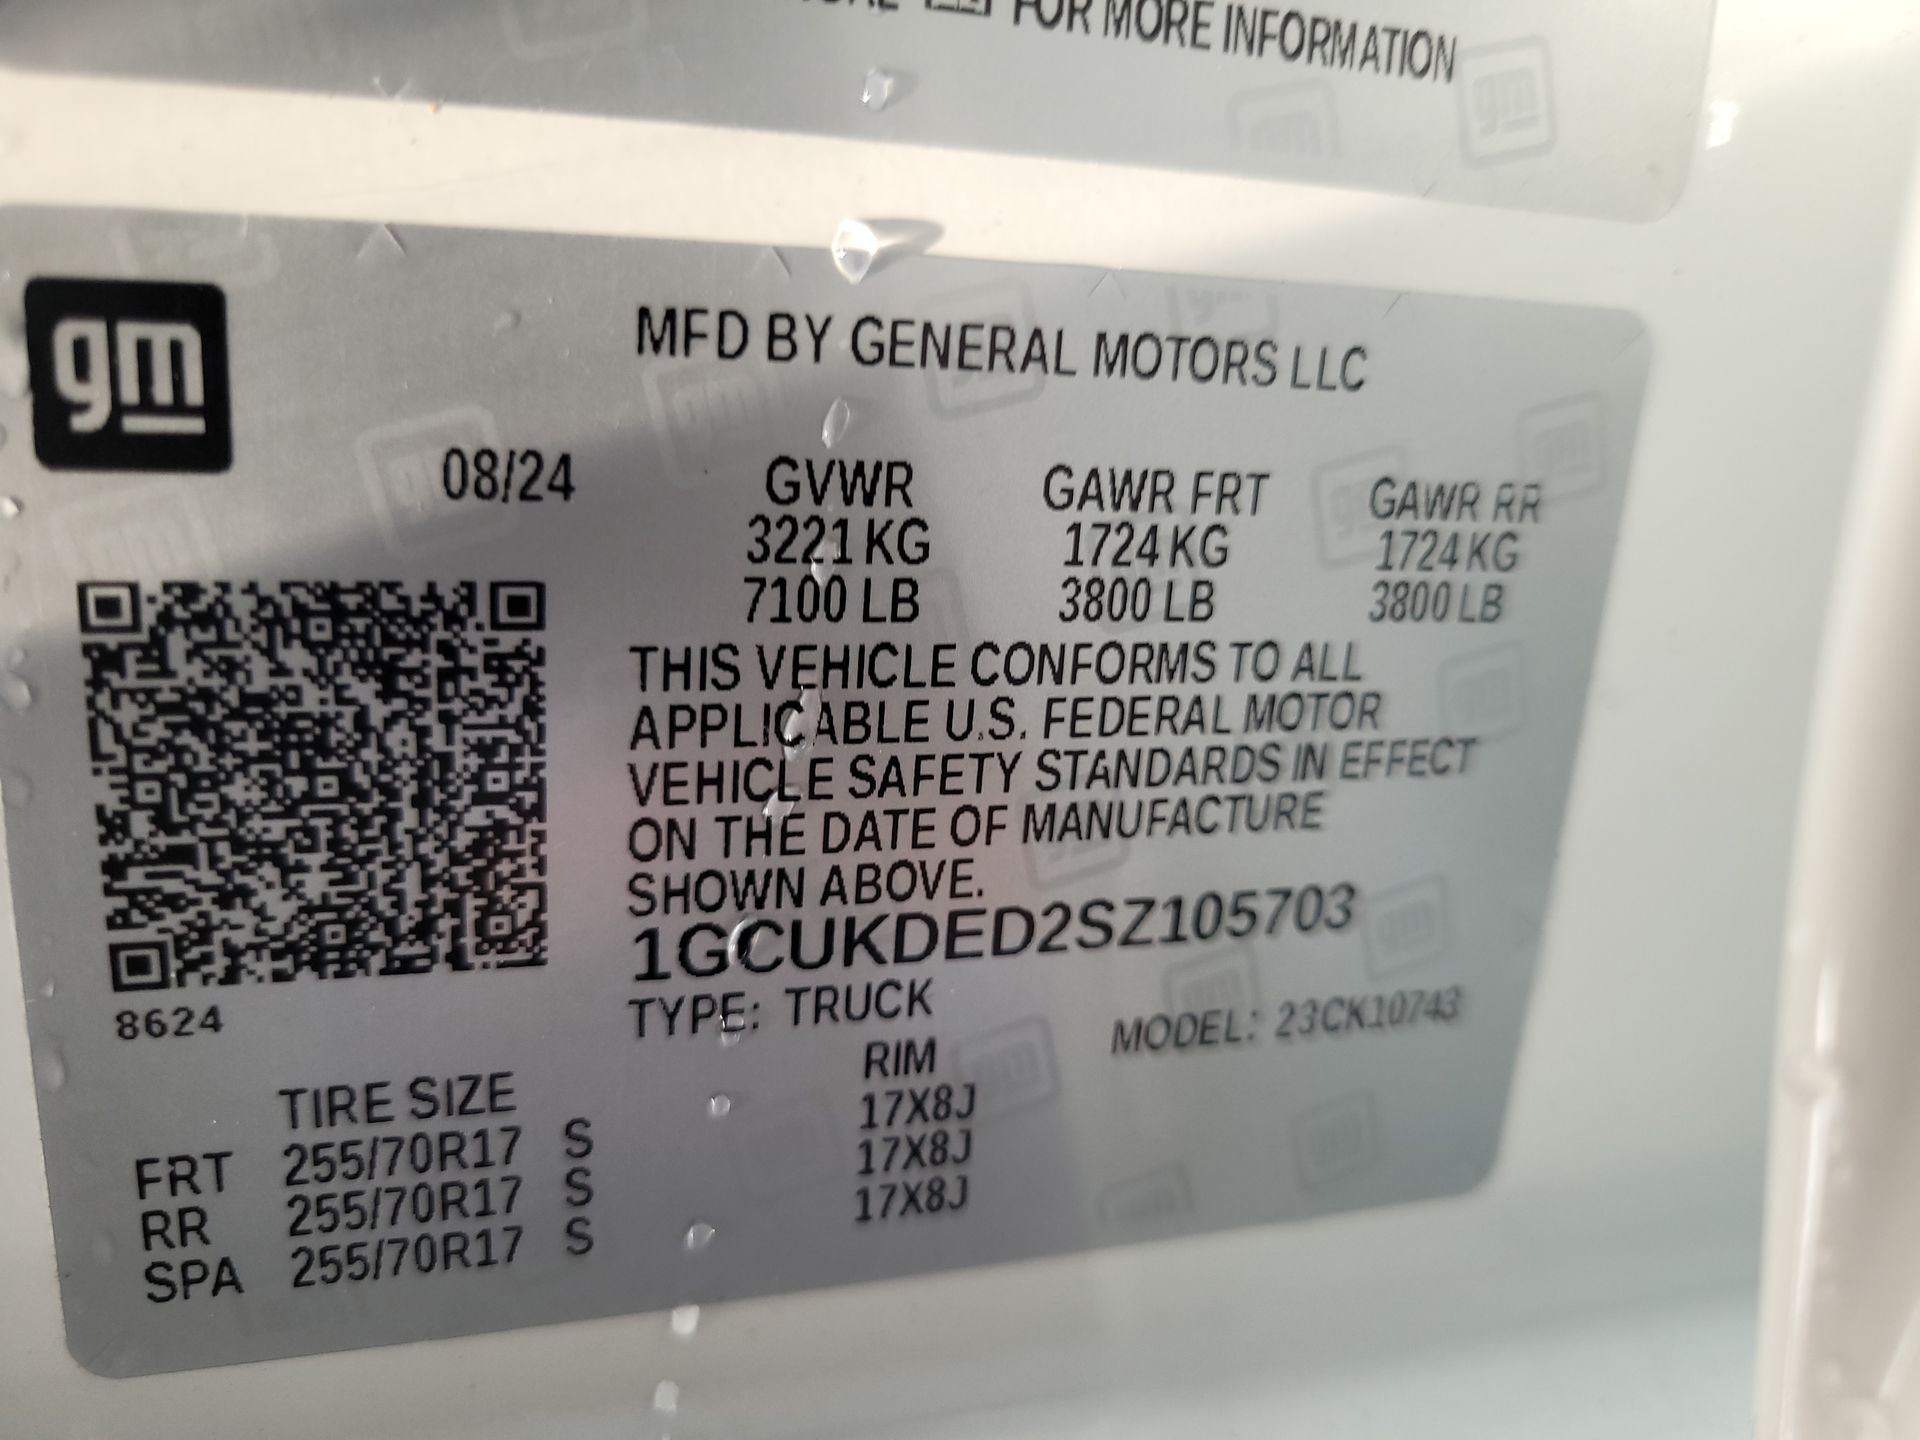 FOR MORE INFORMATION
gm
MFD BY GENERAL MOTORS LLC
08/24
GVWR GAWR FRT GAWR RR
3221 KG 1724 KG 1724 KG
7100 LB 3800 LB 3800 LB
THIS VEHICLE CONFORMS TO ALL
APPLICABLE U.S. FEDERAL MOTOR
VEHICLE SAFETY STANDARDS IN EFFECT
ON THE DATE OF MANUFACTURE
SHOWN ABOVE.
1GCUKDED2SZ105703
8624
TYPE: TRUCK MODEL: 23CK10743
TIRE SIZE RIM
FRT 255/70R17 S 17X8J
RR 255/70R17 S 17X8J
SPA 255/70R17 S 17X8J